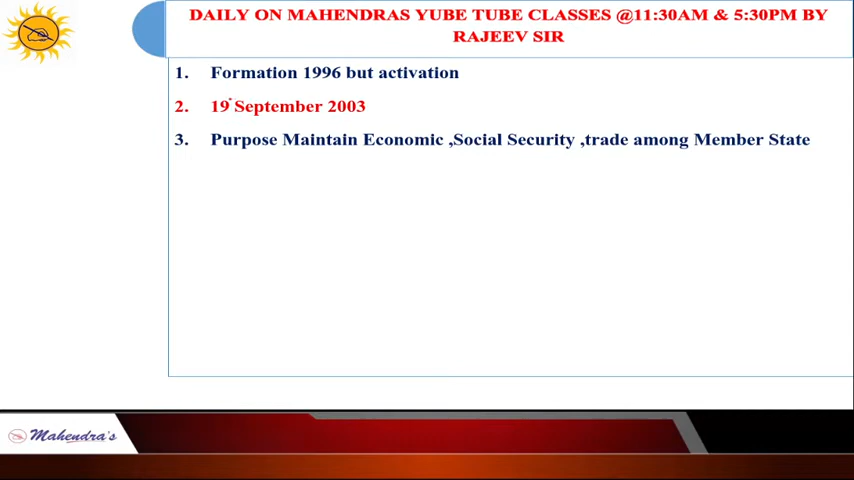 DAILY ON MAHENDRAS YUBE TUBE CLASSES @11:30AM & 5:30PM BY
RAJEEV SIR
1. Formation 1996 but activation
2. 19 September 2003
3. Purpose Maintain Economic ,Social Security ,trade among Member State
Mahendra's